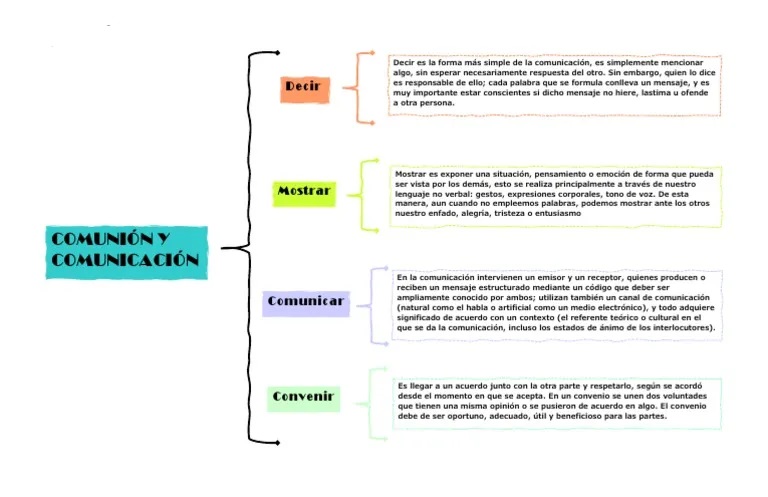 COMUNIÓN Y
COMUNICACIÓN
Decir
Decir es la forma más simple de la comunicación, es simplemente mencionar
algo, sin esperar necesariamente respuesta del otro. Sin embargo, quien lo dice
es responsable de ello; cada palabra que se formula conlleva un mensaje, y es
muy importante estar conscientes si dicho mensaje no hiere, lastima u ofende
a otra persona.
Mostrar
Mostrar es exponer una situación, pensamiento o emoción de forma que pueda
ser vista por los demás, esto se realiza principalmente a través de nuestro
lenguaje no verbal: gestos, expresiones corporales, tono de voz. De esta
manera, aun cuando no empleemos palabras, podemos mostrar ante los otros
nuestro enfado, alegría, tristeza o entusiasmo
Comunicar
En la comunicación intervienen un emisor y un receptor, quienes producen o
reciben un mensaje estructurado mediante un código que deber ser
ampliamente conocido por ambos; utilizan también un canal de comunicación
(natural como el habla o artificial como un medio electrónico), y todo adquiere
significado de acuerdo con un contexto (el referente teórico o cultural en el
que se da la comunicación, incluso los estados de ánimo de los interlocutores).
Convenir
Es llegar a un acuerdo junto con la otra parte y respetarlo, según se acordó
desde el momento en que se acepta. En un convenio se unen dos voluntades
que tienen una misma opinión o se pusieron de acuerdo en algo. El convenio
debe de ser oportuno, adecuado, útil y beneficioso para las partes.